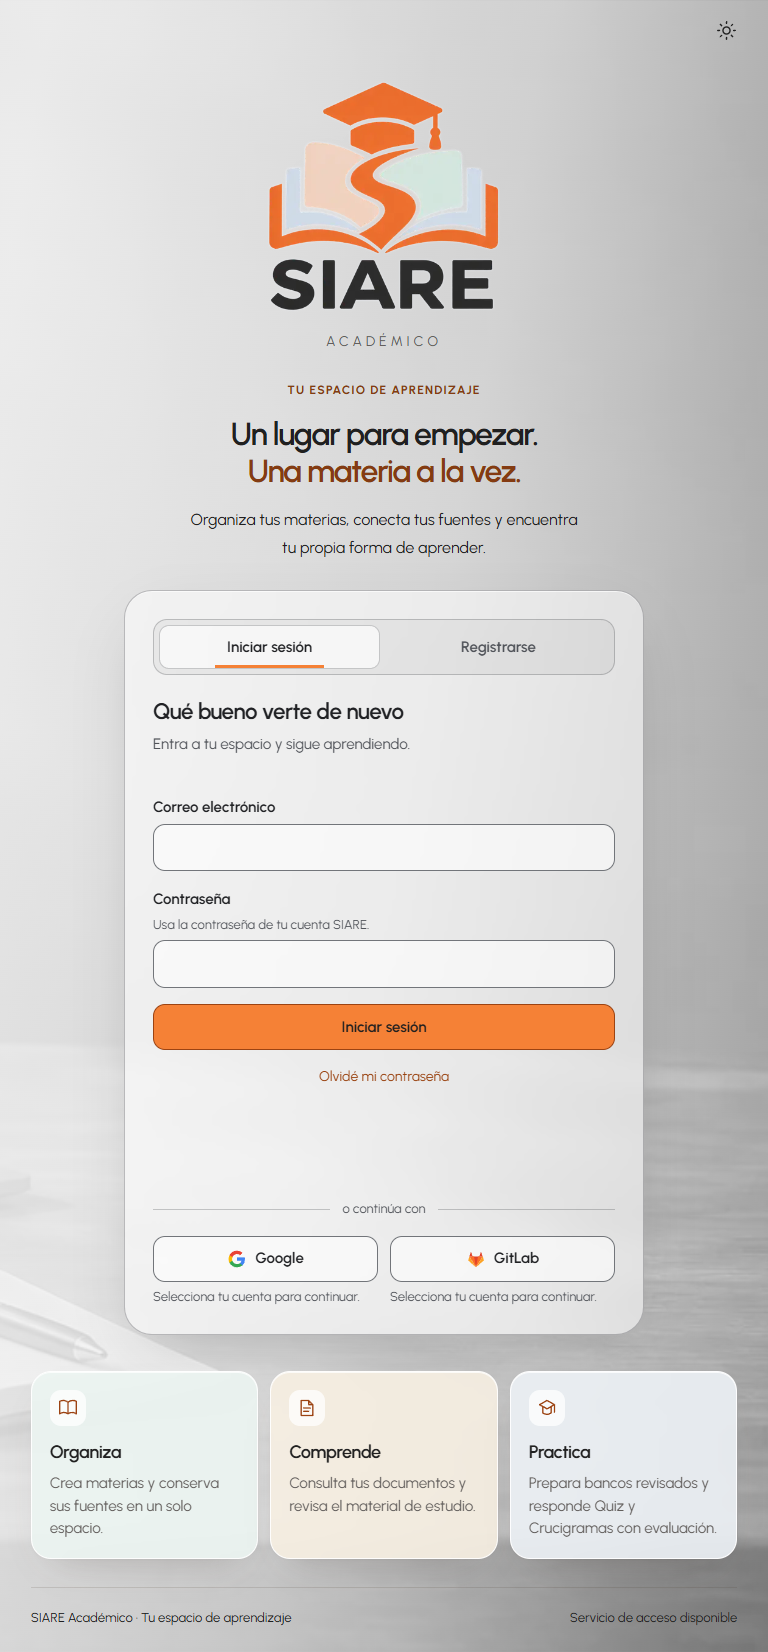 SIARE
ACADÉMICO
TU ESPACIO DE APRENDIZAJE
Un lugar para empezar.
Una materia a la vez.
Organiza tus materias, conecta tus fuentes y encuentra
tu propia forma de aprender.
Iniciar sesión
Registrarse
Qué bueno verte de nuevo
Entra a tu espacio y sigue aprendiendo.
Correo electrónico
Contraseña
Usa la contraseña de tu cuenta SIARE.
Iniciar sesión
Olvidé mi contraseña
o continúa con
Google
GitLab
Selecciona tu cuenta para continuar.
Selecciona tu cuenta para continuar.
Organiza
Crea materias y conserva
sus fuentes en un solo
espacio.
Comprende
Consulta tus documentos y
revisa el material de estudio.
Practica
Prepara bancos revisados y
responde Quiz y
Crucigramas con evaluación.
SIARE Académico · Tu espacio de aprendizaje
Servicio de acceso disponible